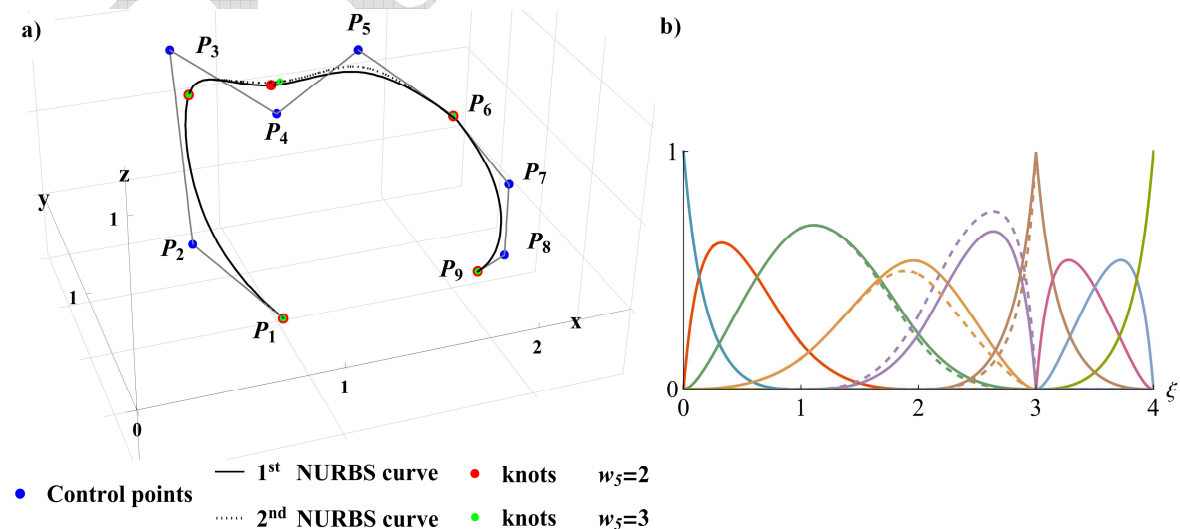 a)
P3
P5
b)
P4
P6
P7
P2
P8
P9
P1
z
y
x
1
1
0
1
2
1
0
0 1 2 3 4
ξ
Control points
1st NURBS curve
knots w5=2
2nd NURBS curve
knots w5=3